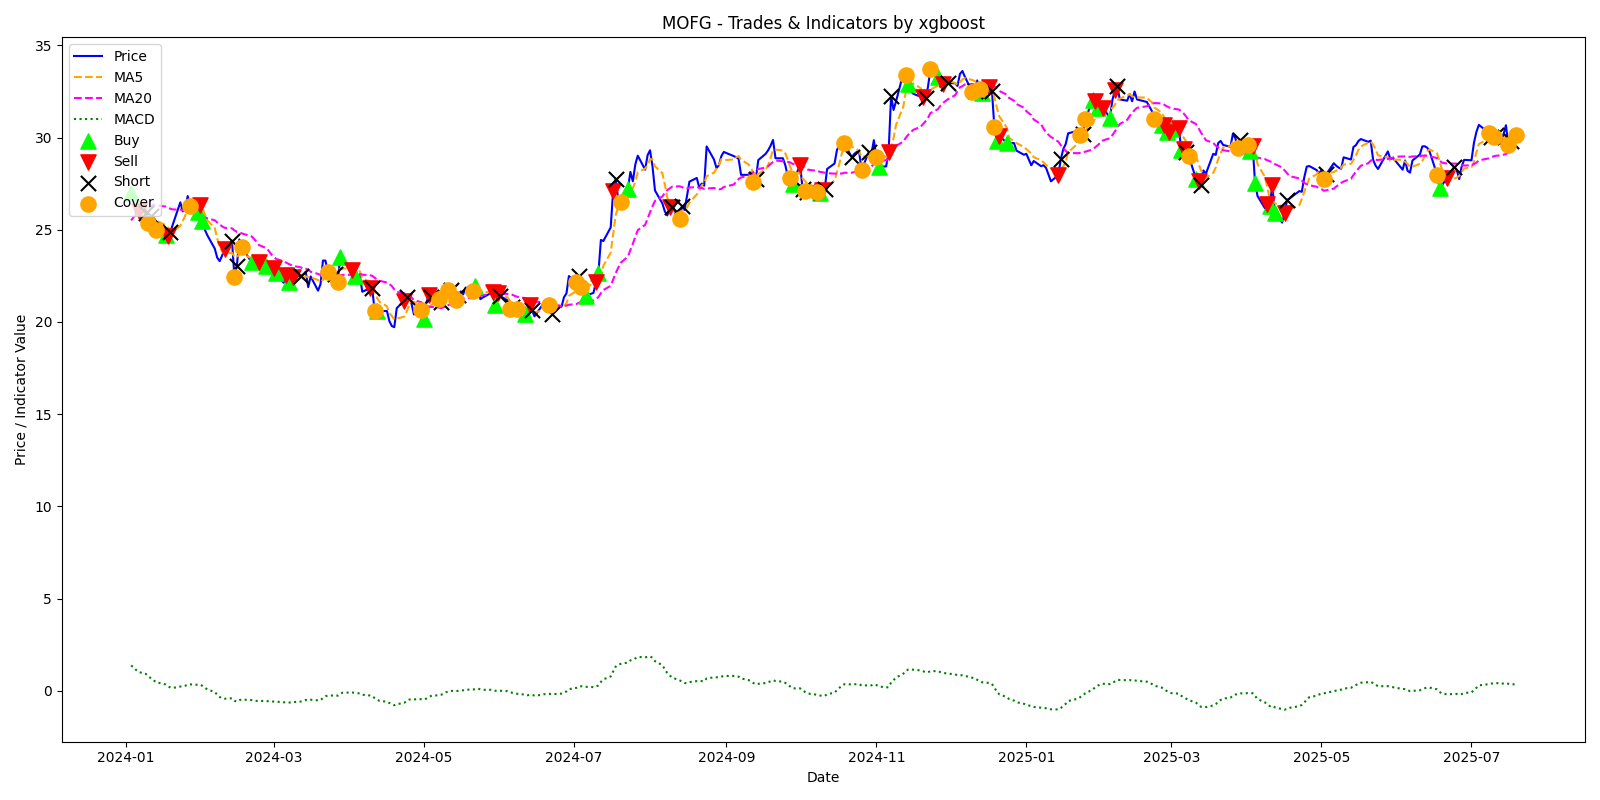 MOFG - Trades & Indicators by xgboost
Price
MA5
MA20
MACD
Buy
Sell
Short
Cover
Price / Indicator Value
35
30
25
20
15
10
5
0
2024-01
2024-03
2024-05
2024-07
2024-09
2024-11
2025-01
2025-03
2025-05
2025-07
Date